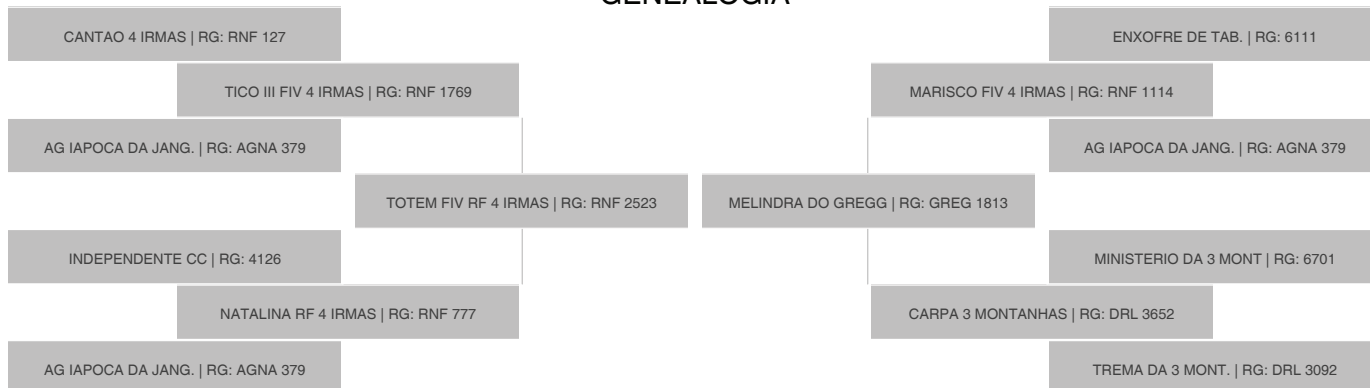 GENEALOGIA
CANTAO 4 IRMAS | RG: RNF 127
ENXOFRE DE TAB. | RG: 6111
TICO III FIV 4 IRMAS | RG: RNF 1769
MARISCO FIV 4 IRMAS | RG: RNF 1114
AG IAPOCA DA JANG. | RG: AGNA 379
AG IAPOCA DA JANG. | RG: AGNA 379
TOTEM FIV RF 4 IRMAS | RG: RNF 2523
MELINDRA DO GREGG | RG: GREG 1813
INDEPENDENTE CC | RG: 4126
MINISTERIO DA 3 MONT | RG: 6701
NATALINA RF 4 IRMAS | RG: RNF 777
CARPA 3 MONTANHAS | RG: DRL 3652
AG IAPOCA DA JANG. | RG: AGNA 379
TREMA DA 3 MONT. | RG: DRL 3092